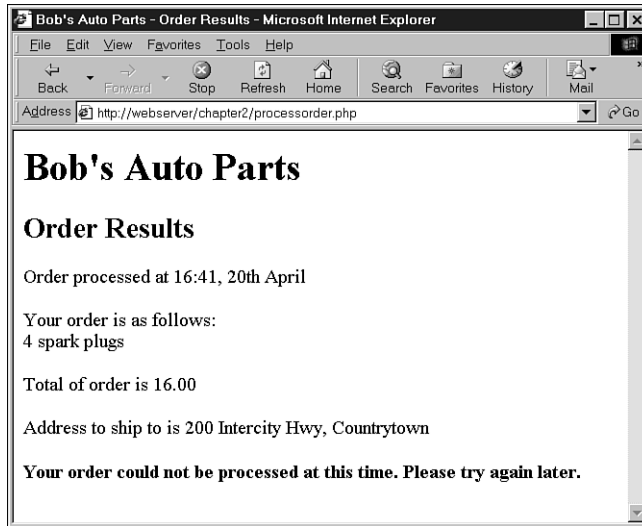 Bob's Auto Parts - Order Results - Microsoft Internet Explorer
File Edit View Favorites Tools Help
Back Forward Stop Refresh Home Search Favorites History Mail
Address http://webserver/chapter2/processorder.php Go
Bob's Auto Parts
Order Results
Order processed at 16:41, 20th April
Your order is as follows:
4 spark plugs
Total of order is 16.00
Address to ship to is 200 Intercity Hwy, Countrytown
Your order could not be processed at this time. Please try again later.